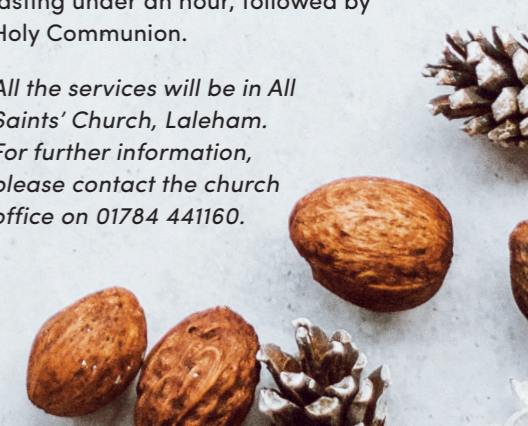 lasting under an hour, followed by
Holy Communion.
All the services will be in All
Saints' Church, Laleham.
For further information,
please contact the church
office on 01784 441160.